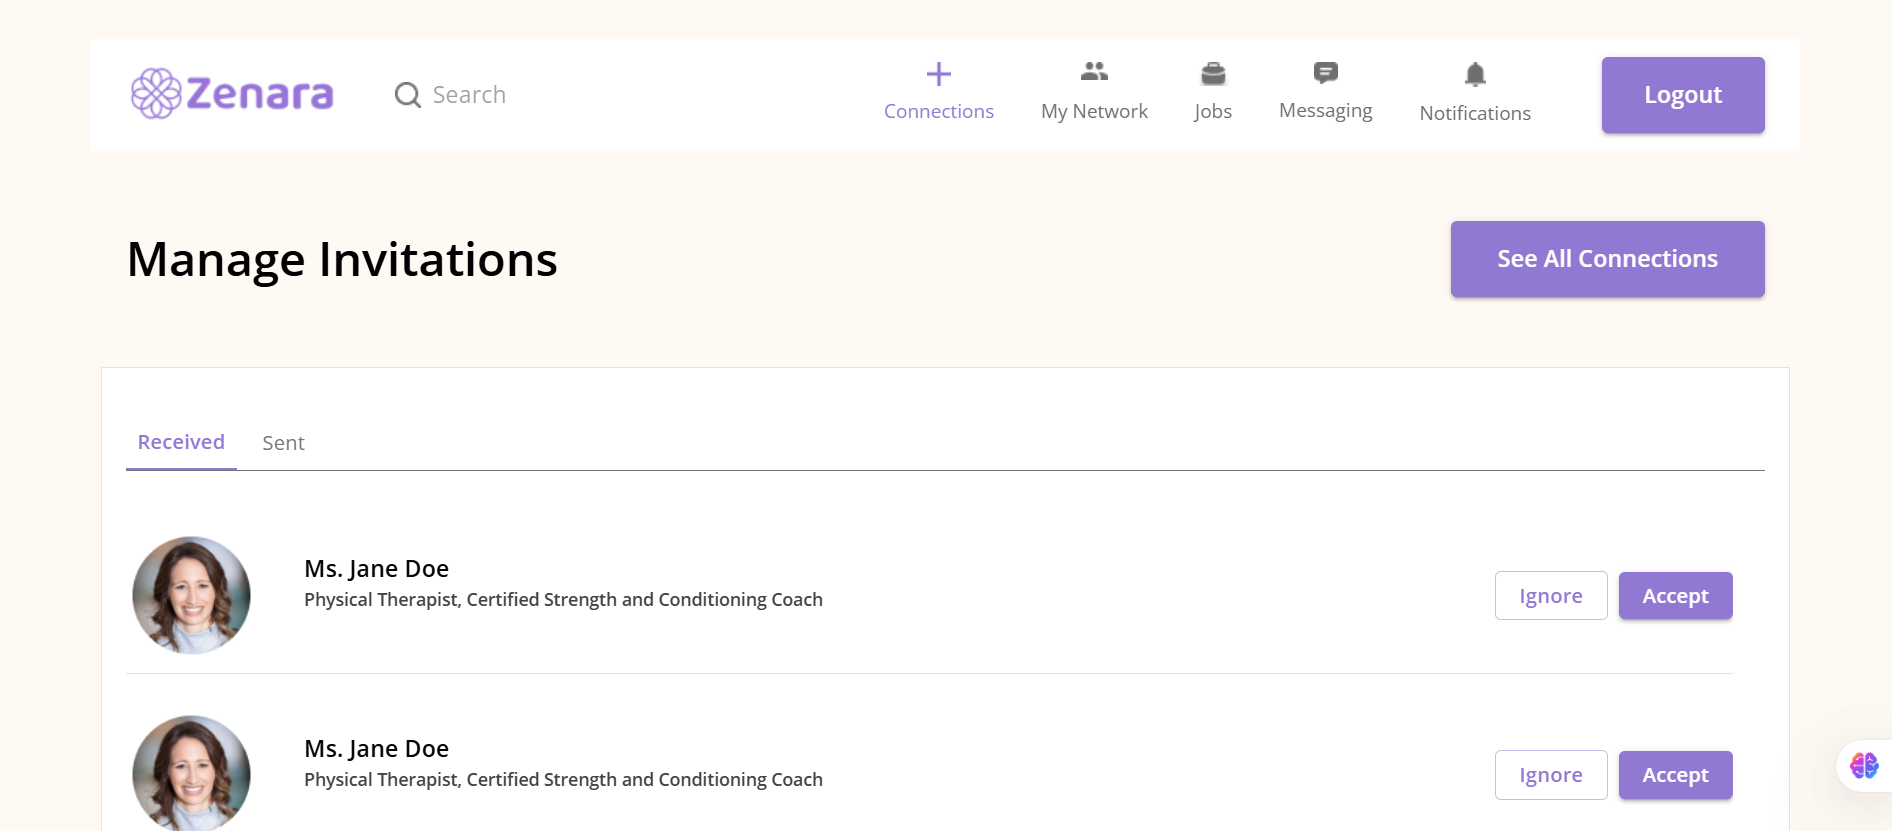 Zenara
Search
Connections
My Network
Jobs
Messaging
Notifications
Logout
Manage Invitations
See All Connections
Received
Sent
Ms. Jane Doe
Physical Therapist, Certified Strength and Conditioning Coach
Ignore
Accept
Ms. Jane Doe
Physical Therapist, Certified Strength and Conditioning Coach
Ignore
Accept